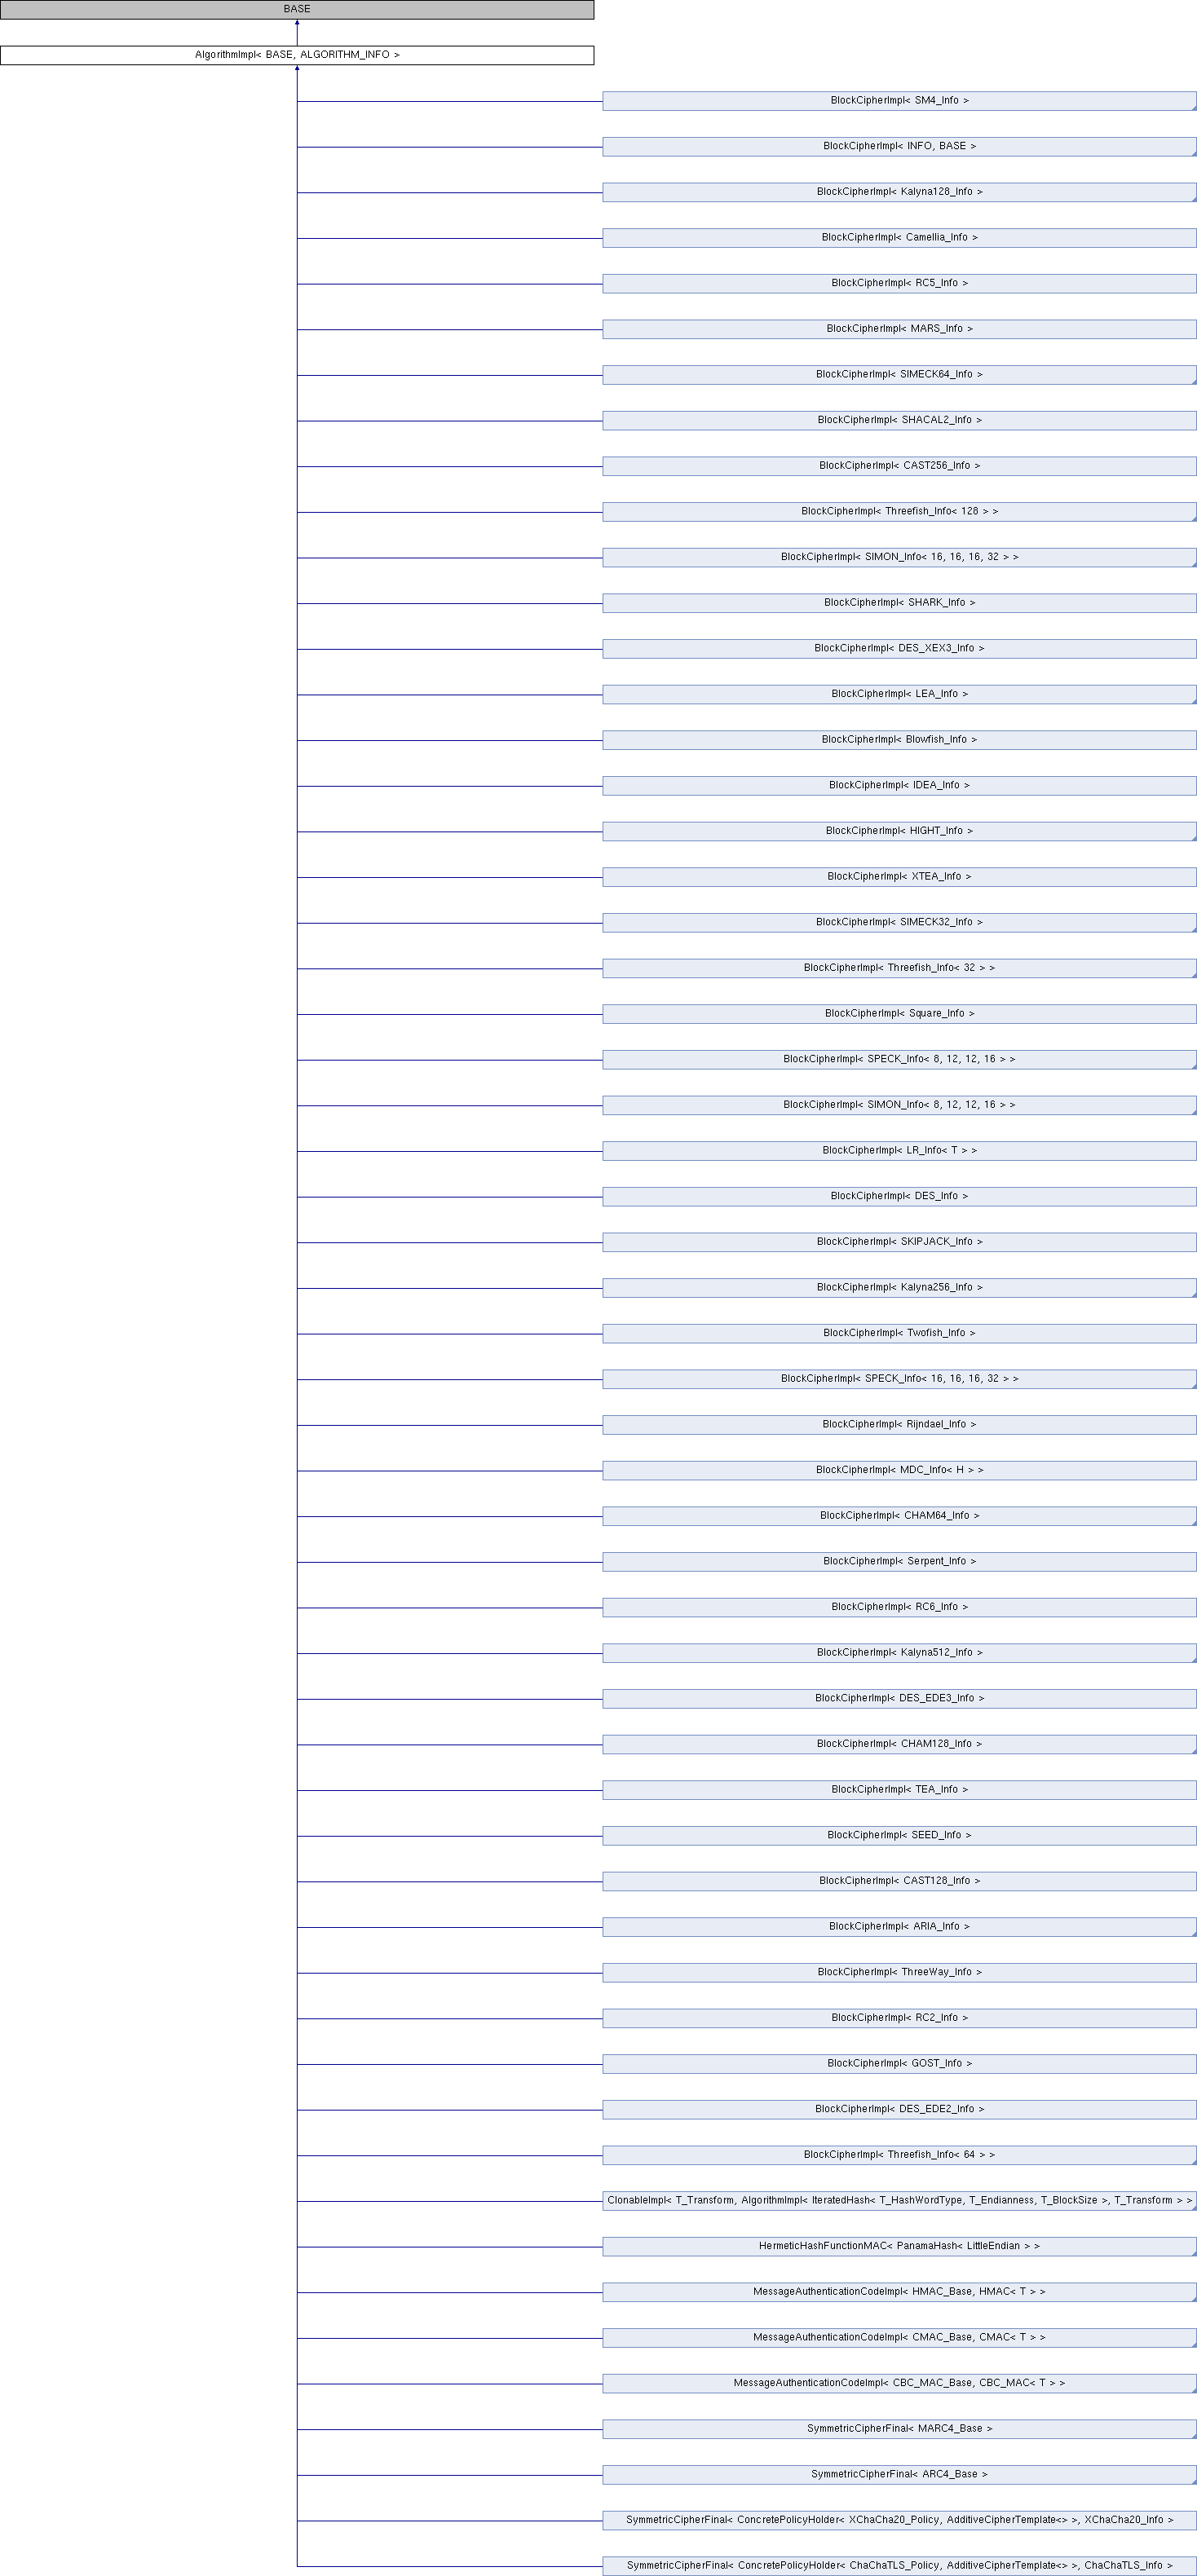 BASE
AlgorithmImpl< BASE, ALGORITHM_INFO >
BlockCipherImpl< SM4_Info >
BlockCipherImpl< INFO, BASE >
BlockCipherImpl< Kalyna128_Info >
BlockCipherImpl< Camellia_Info >
BlockCipherImpl< RC5_Info >
BlockCipherImpl< MARS_Info >
BlockCipherImpl< SIMECK64_Info >
BlockCipherImpl< SHACAL2_Info >
BlockCipherImpl< CAST256_Info >
BlockCipherImpl< Threefish_Info< 128 > >
BlockCipherImpl< SIMON_Info< 16, 16, 16, 32 > >
BlockCipherImpl< SHARK_Info >
BlockCipherImpl< DES_XEX3_Info >
BlockCipherImpl< LEA_Info >
BlockCipherImpl< Blowfish_Info >
BlockCipherImpl< IDEA_Info >
BlockCipherImpl< HIGHT_Info >
BlockCipherImpl< XTEA_Info >
BlockCipherImpl< SIMECK32_Info >
BlockCipherImpl< Threefish_Info< 32 > >
BlockCipherImpl< Square_Info >
BlockCipherImpl< SPECK_Info< 8, 12, 12, 16 > >
BlockCipherImpl< SIMON_Info< 8, 12, 12, 16 > >
BlockCipherImpl< LR_Info< T > >
BlockCipherImpl< DES_Info >
BlockCipherImpl< SKIPJACK_Info >
BlockCipherImpl< Kalyna256_Info >
BlockCipherImpl< Twofish_Info >
BlockCipherImpl< SPECK_Info< 16, 16, 16, 32 > >
BlockCipherImpl< Rijndael_Info >
BlockCipherImpl< MDC_Info< H > >
BlockCipherImpl< CHAM64_Info >
BlockCipherImpl< Serpent_Info >
BlockCipherImpl< RC6_Info >
BlockCipherImpl< Kalyna512_Info >
BlockCipherImpl< DES_EDE3_Info >
BlockCipherImpl< CHAM128_Info >
BlockCipherImpl< TEA_Info >
BlockCipherImpl< SEED_Info >
BlockCipherImpl< CAST128_Info >
BlockCipherImpl< ARIA_Info >
BlockCipherImpl< ThreeWay_Info >
BlockCipherImpl< RC2_Info >
BlockCipherImpl< GOST_Info >
BlockCipherImpl< DES_EDE2_Info >
BlockCipherImpl< Threefish_Info< 64 > >
ClonableImpl< T_Transform, AlgorithmImpl< IteratedHash< T_HashWordType, T_Endianness, T_BlockSize >, T_Transform > >
HermeticHashFunctionMAC< PanamaHash< LittleEndian > >
MessageAuthenticationCodeImpl< HMAC_Base, HMAC< T > >
MessageAuthenticationCodeImpl< CMAC_Base, CMAC< T > >
MessageAuthenticationCodeImpl< CBC_MAC_Base, CBC_MAC< T > >
SymmetricCipherFinal< MARC4_Base >
SymmetricCipherFinal< ARC4_Base >
SymmetricCipherFinal< ConcretePolicyHolder< XChaCha20_Policy, AdditiveCipherTemplate<> >, XChaCha20_Info >
SymmetricCipherFinal< ConcretePolicyHolder< ChaChaTLS_Policy, AdditiveCipherTemplate<> >, ChaChaTLS_Info >